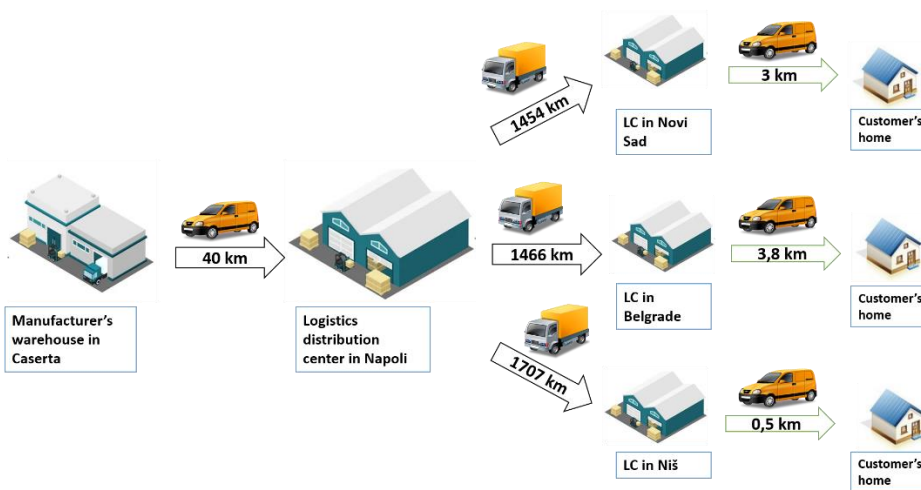 1454 km
LC in Novi
Sad
3 km
Customer's
home
Manufacturer's
warehouse in
Caserta
40 km
Logistics
distribution
center in Napoli
1466 km
LC in
Belgrade
3,8 km
Customer's
home
1707 km
LC in Niš
0,5 km
Customer's
home